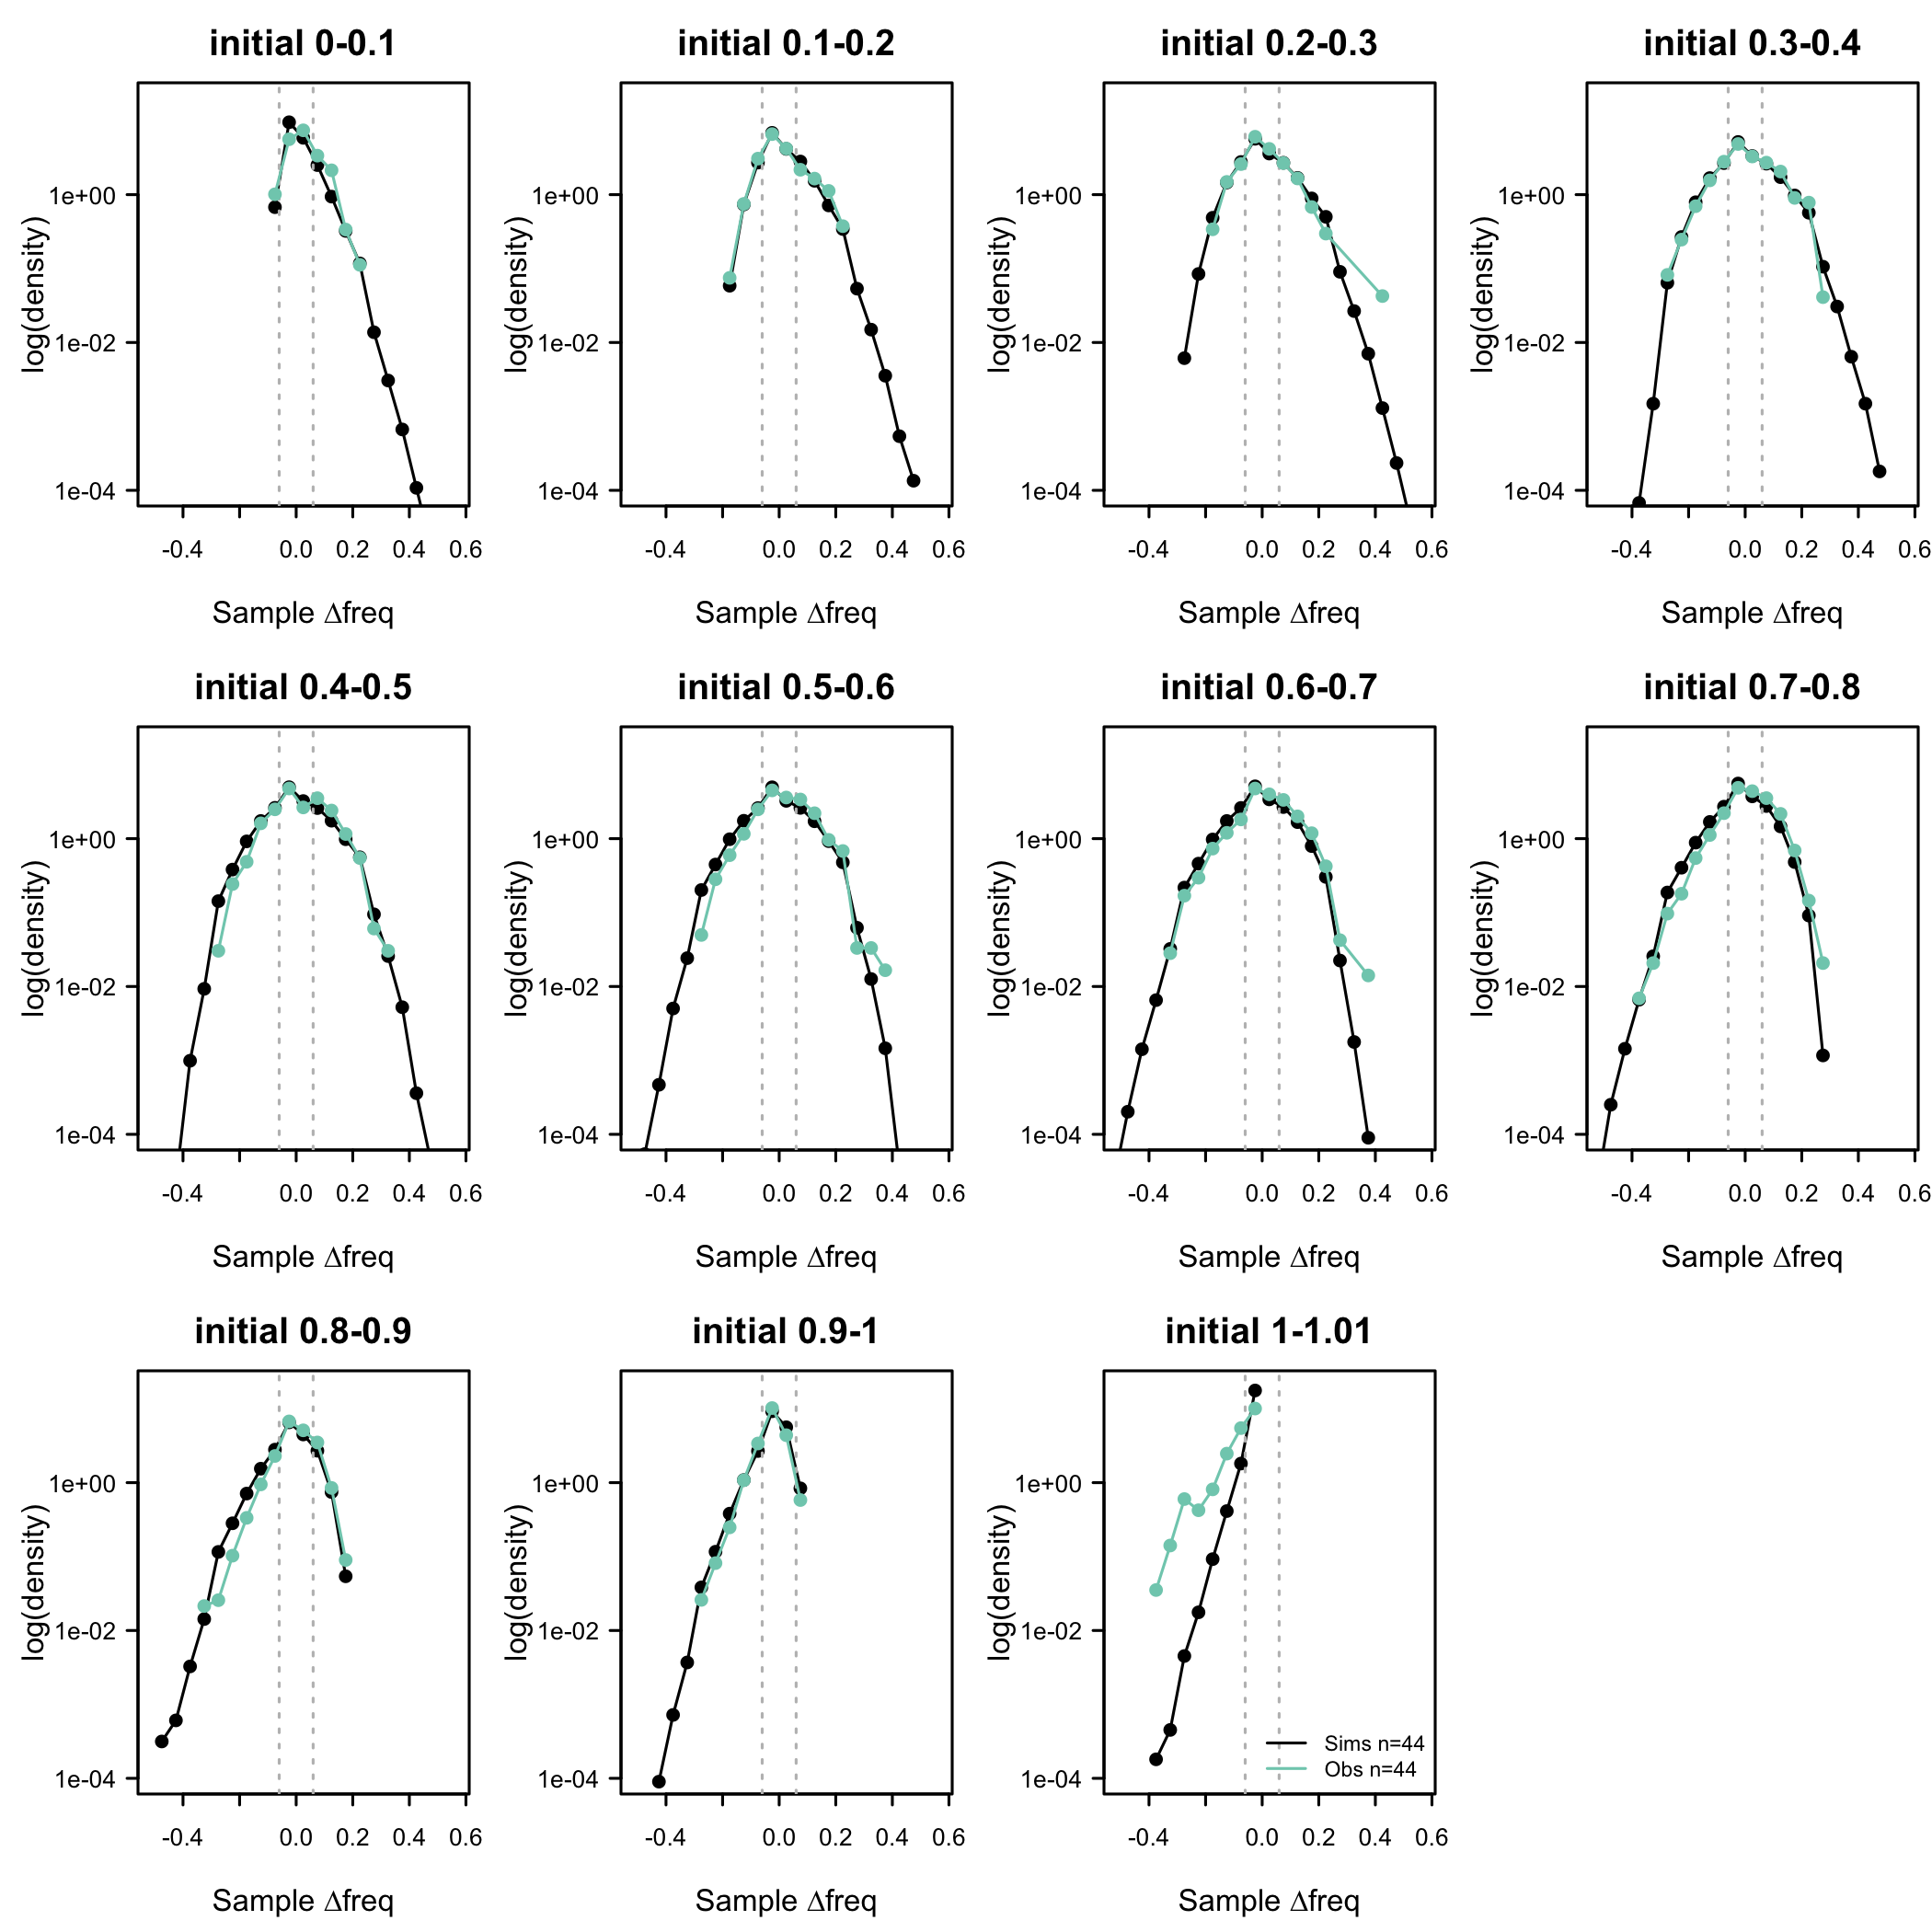 initial 0-0.1
initial 0.1-0.2
initial 0.2-0.3
initial 0.3-0.4
log(density)
1e+00
1e-02
1e-04
-0.4 0.0 0.2 0.4 0.6
Sample Δfreq
log(density)
1e+00
1e-02
1e-04
-0.4 0.0 0.2 0.4 0.6
Sample Δfreq
log(density)
1e+00
1e-02
1e-04
-0.4 0.0 0.2 0.4 0.6
Sample Δfreq
log(density)
1e+00
1e-02
1e-04
-0.4 0.0 0.2 0.4 0.6
Sample Δfreq
initial 0.4-0.5
initial 0.5-0.6
initial 0.6-0.7
initial 0.7-0.8
log(density)
1e+00
1e-02
1e-04
-0.4 0.0 0.2 0.4 0.6
Sample Δfreq
log(density)
1e+00
1e-02
1e-04
-0.4 0.0 0.2 0.4 0.6
Sample Δfreq
log(density)
1e+00
1e-02
1e-04
-0.4 0.0 0.2 0.4 0.6
Sample Δfreq
log(density)
1e+00
1e-02
1e-04
-0.4 0.0 0.2 0.4 0.6
Sample Δfreq
initial 0.8-0.9
initial 0.9-1
initial 1-1.01
log(density)
1e+00
1e-02
1e-04
-0.4 0.0 0.2 0.4 0.6
Sample Δfreq
log(density)
1e+00
1e-02
1e-04
-0.4 0.0 0.2 0.4 0.6
Sample Δfreq
log(density)
1e+00
1e-02
1e-04
Sims n=44
Obs n=44
-0.4 0.0 0.2 0.4 0.6
Sample Δfreq